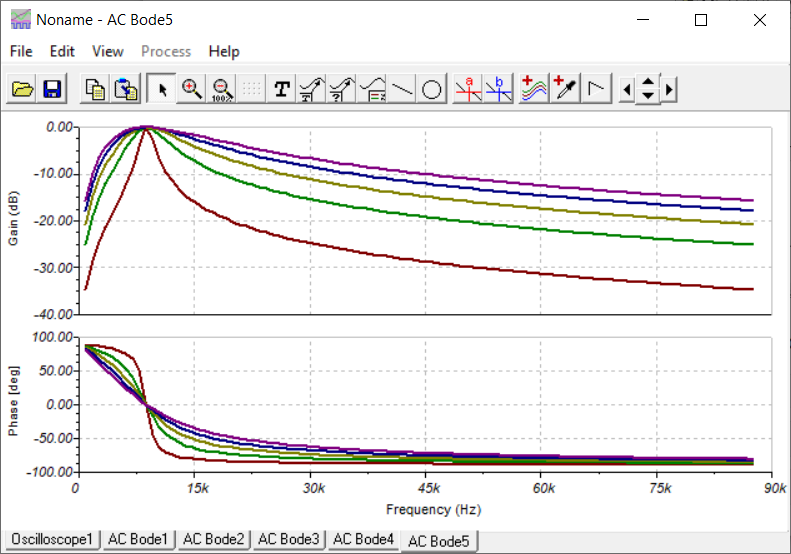 Noname - AC Bode5
File Edit View Process Help
100%
T
T
?
a
b
0.00
-10.00
-20.00
-30.00
-40.00
Gain (dB)
100.00
50.00
0.00
-50.00
-100.00
Phase [deg]
0 15k 30k 45k 60k 75k 90k
Frequency (Hz)
Oscilloscope1 AC Bode1 AC Bode2 AC Bode3 AC Bode4 AC Bode5